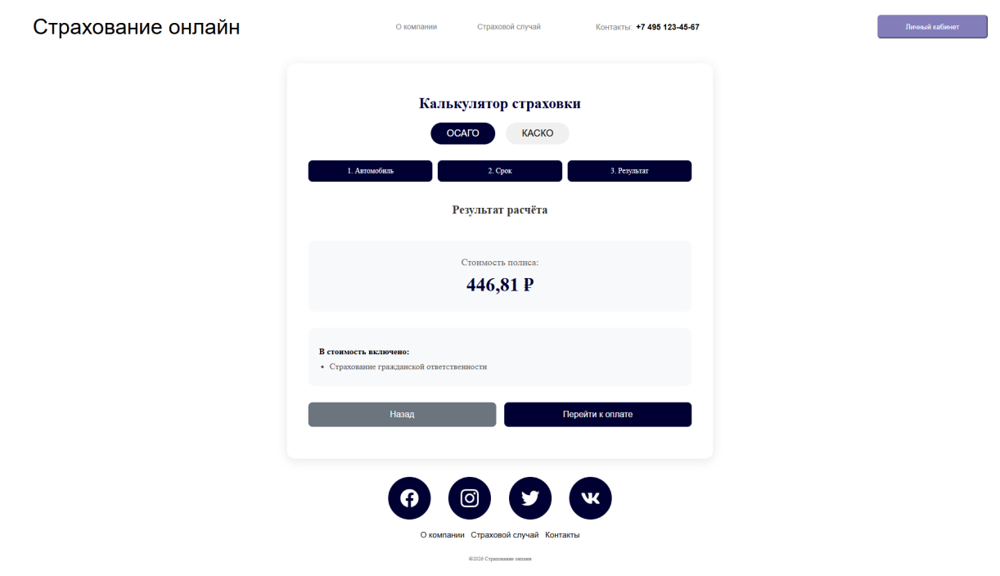 Страхование онлайн
О компании
Страховой случай
Контакты: +7 495 123-45-67
Личный кабинет
Калькулятор страховки
ОСАГО
КАСКО
1. Автомобиль
2. Срок
3. Результат
Результат расчёта
Стоимость полиса:
446,81 ₽
В стоимость включено:
• Страхование гражданской ответственности
Назад
Перейти к оплате
О компании Страховой случай Контакты
©2026 Страхование онлайн